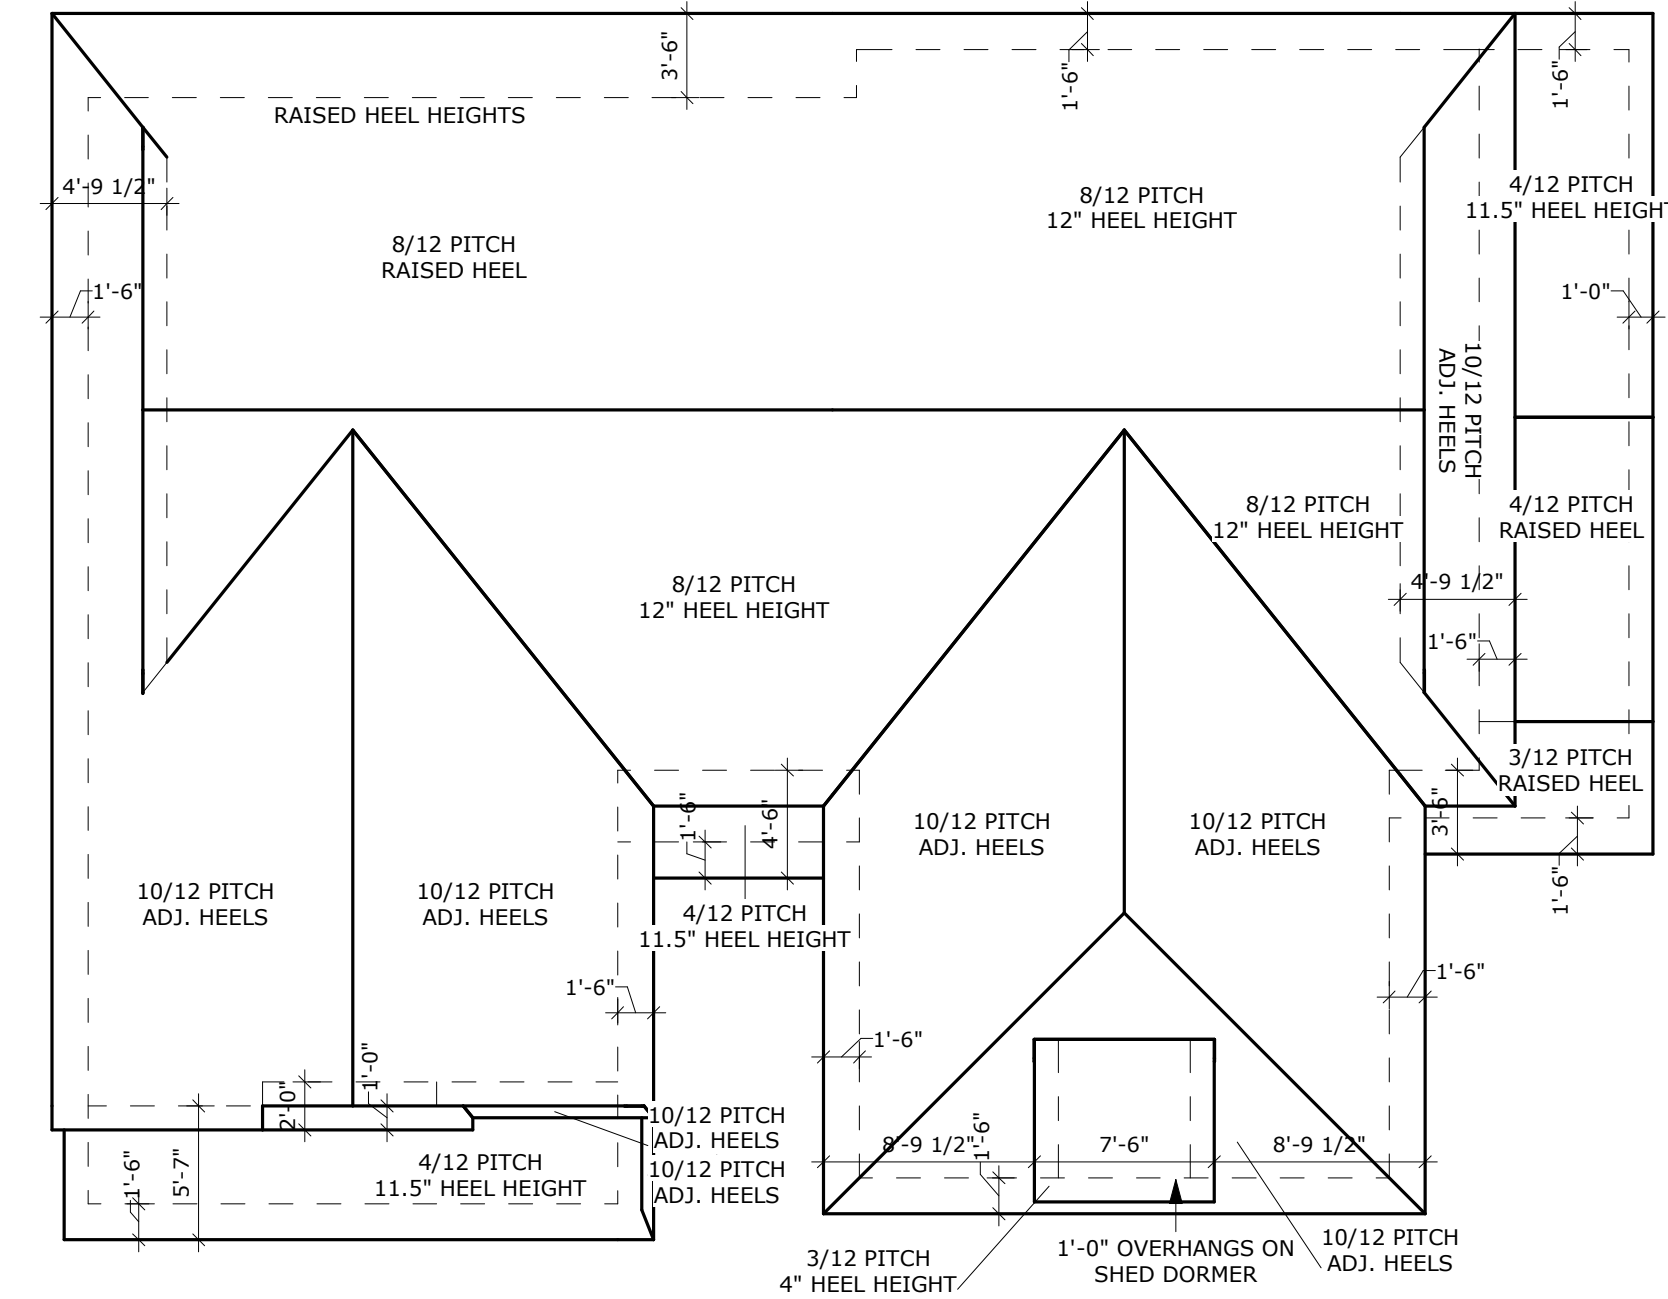 3'-6"
1'-6"
1'-6"
RAISED HEEL HEIGHTS
4'-9 1/2"
8/12 PITCH
12" HEEL HEIGHT
4/12 PITCH
11.5" HEEL HEIGHT
8/12 PITCH
RAISED HEEL
1'-6"
1'-0"
10/12 PITCH
ADJ. HEELS
8/12 PITCH
12" HEEL HEIGHT
4/12 PITCH
RAISED HEEL
8/12 PITCH
12" HEEL HEIGHT
4'-9 1/2"
1'-6"
3/12 PITCH
RAISED HEEL
1'-6"
4'-6"
3'-6"
10/12 PITCH
ADJ. HEELS
10/12 PITCH
ADJ. HEELS
1'-6"
10/12 PITCH
ADJ. HEELS
10/12 PITCH
ADJ. HEELS
4/12 PITCH
11.5" HEEL HEIGHT
1'-6"
1'-6"
1'-6"
2'-0"
1'-0"
10/12 PITCH
ADJ. HEELS
8'-9 1/2"
1'-6"
7'-6"
8'-9 1/2"
1'-6"
5'-7"
4/12 PITCH
11.5" HEEL HEIGHT
10/12 PITCH
ADJ. HEELS
3/12 PITCH
4" HEEL HEIGHT
1'-0" OVERHANGS ON
SHED DORMER
10/12 PITCH
ADJ. HEELS